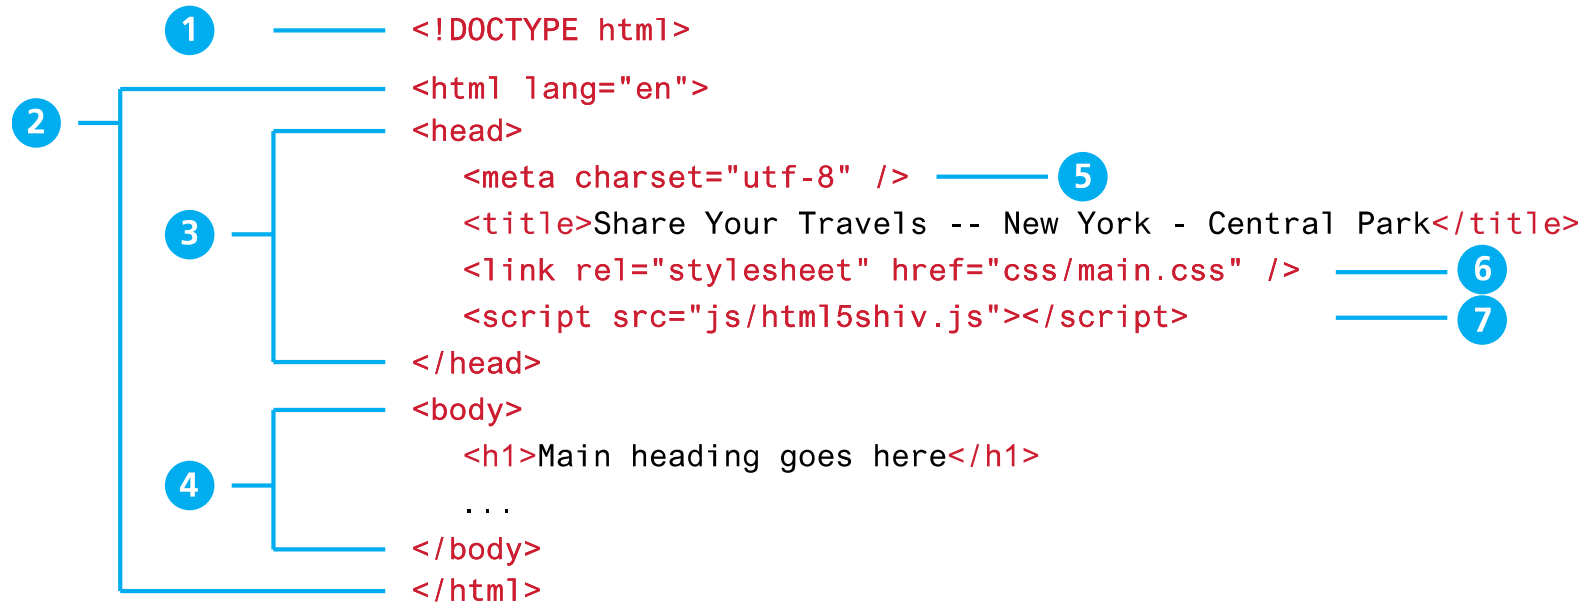 1 <!DOCTYPE html>
<html lang="en">
2 <head>
<meta charset="utf-8" /> 5
<title>Share Your Travels -- New York - Central Park</title>
3 <link rel="stylesheet" href="css/main.css" /> 6
<script src="js/html5shiv.js"></script> 7
</head>
<body>
<h1>Main heading goes here</h1>
4 ...
</body>
</html>